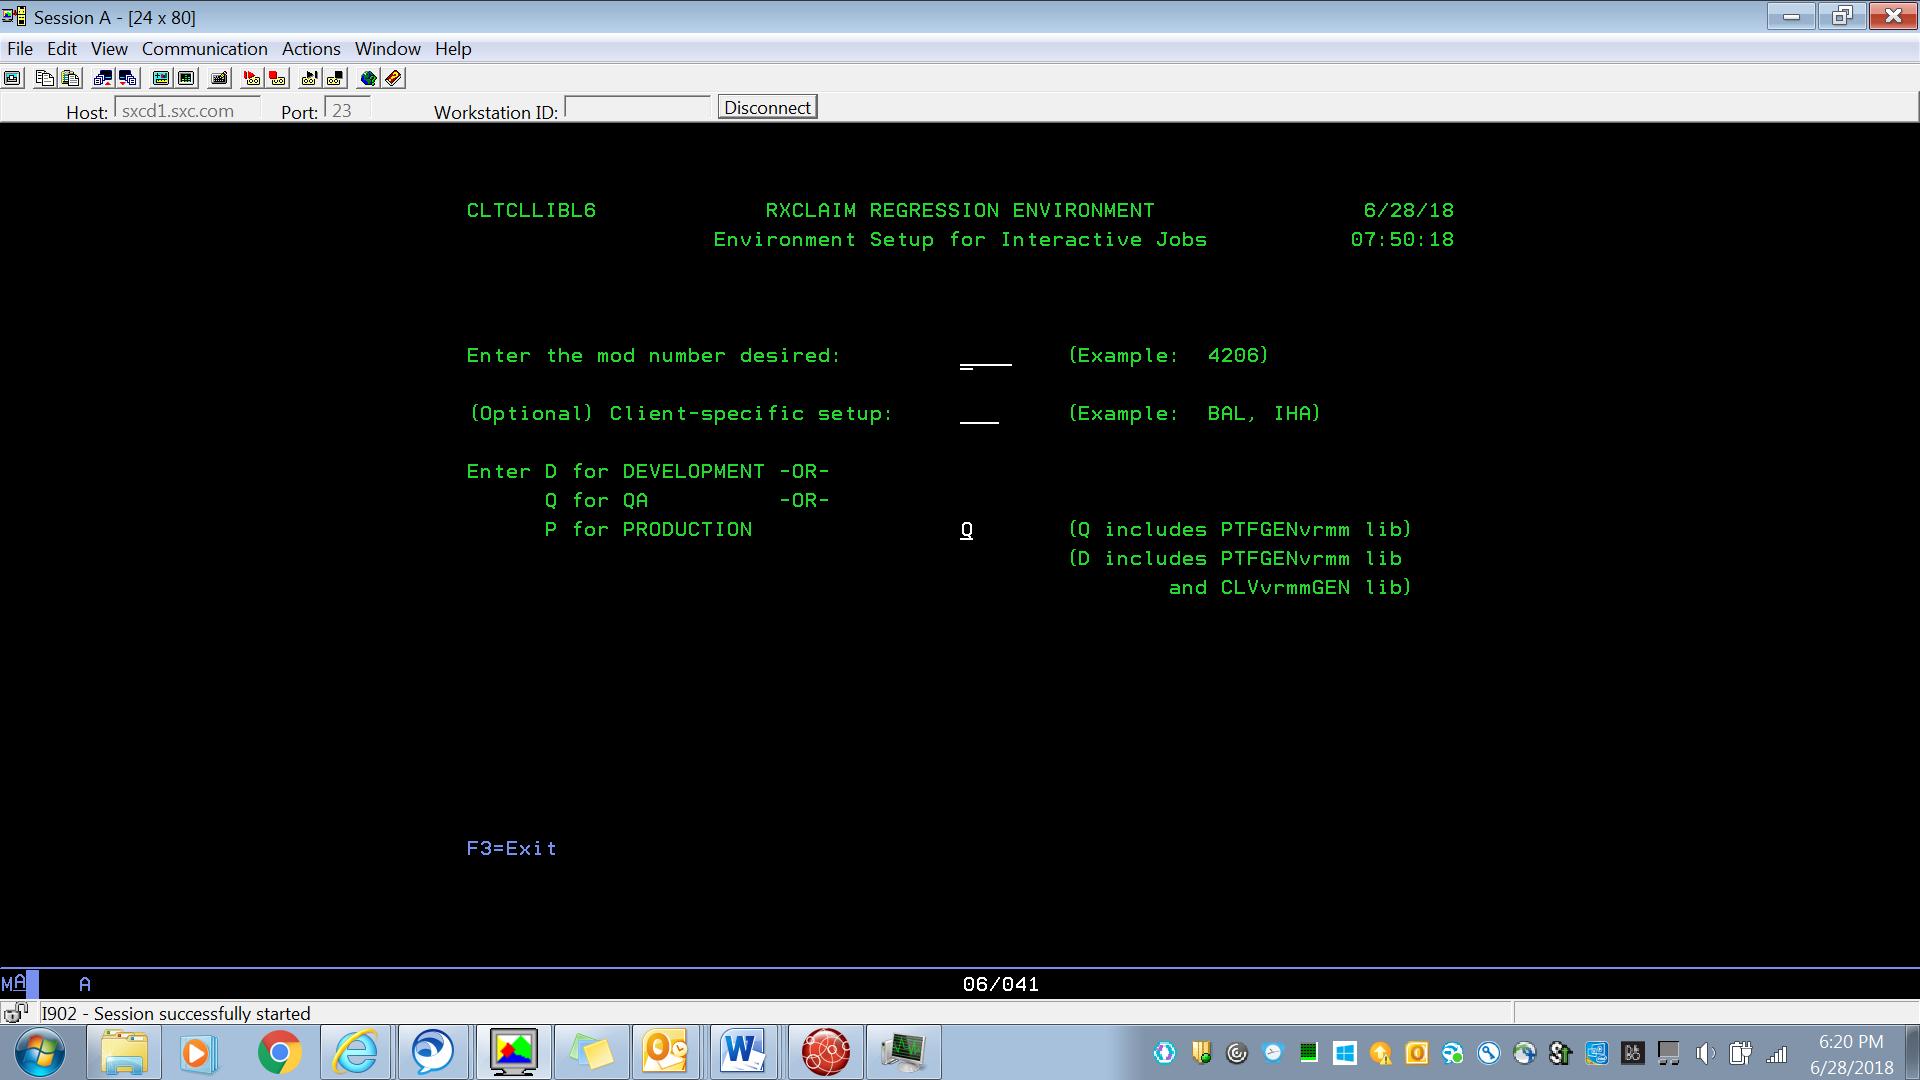 Session A - [24 x 80]
File Edit View Communication Actions Window Help
Host: sxcd1.sxc.com Port: 23 Workstation ID: Disconnect
CLTCLLIBL6 RXCLAIM REGRESSION ENVIRONMENT 6/28/18
Environment Setup for Interactive Jobs 07:50:18
Enter the mod number desired: (Example: 4206)
(Optional) Client-specific setup: (Example: BAL, IHA)
Enter D for DEVELOPMENT -OR-
Q for QA -OR-
P for PRODUCTION Q (Q includes PTFGENvrmm lib)
(D includes PTFGENvrmm lib
and CLVvrmmGEN lib)
F3=Exit
MA A 06/041
I902 - Session successfully started
6:20 PM
6/28/2018